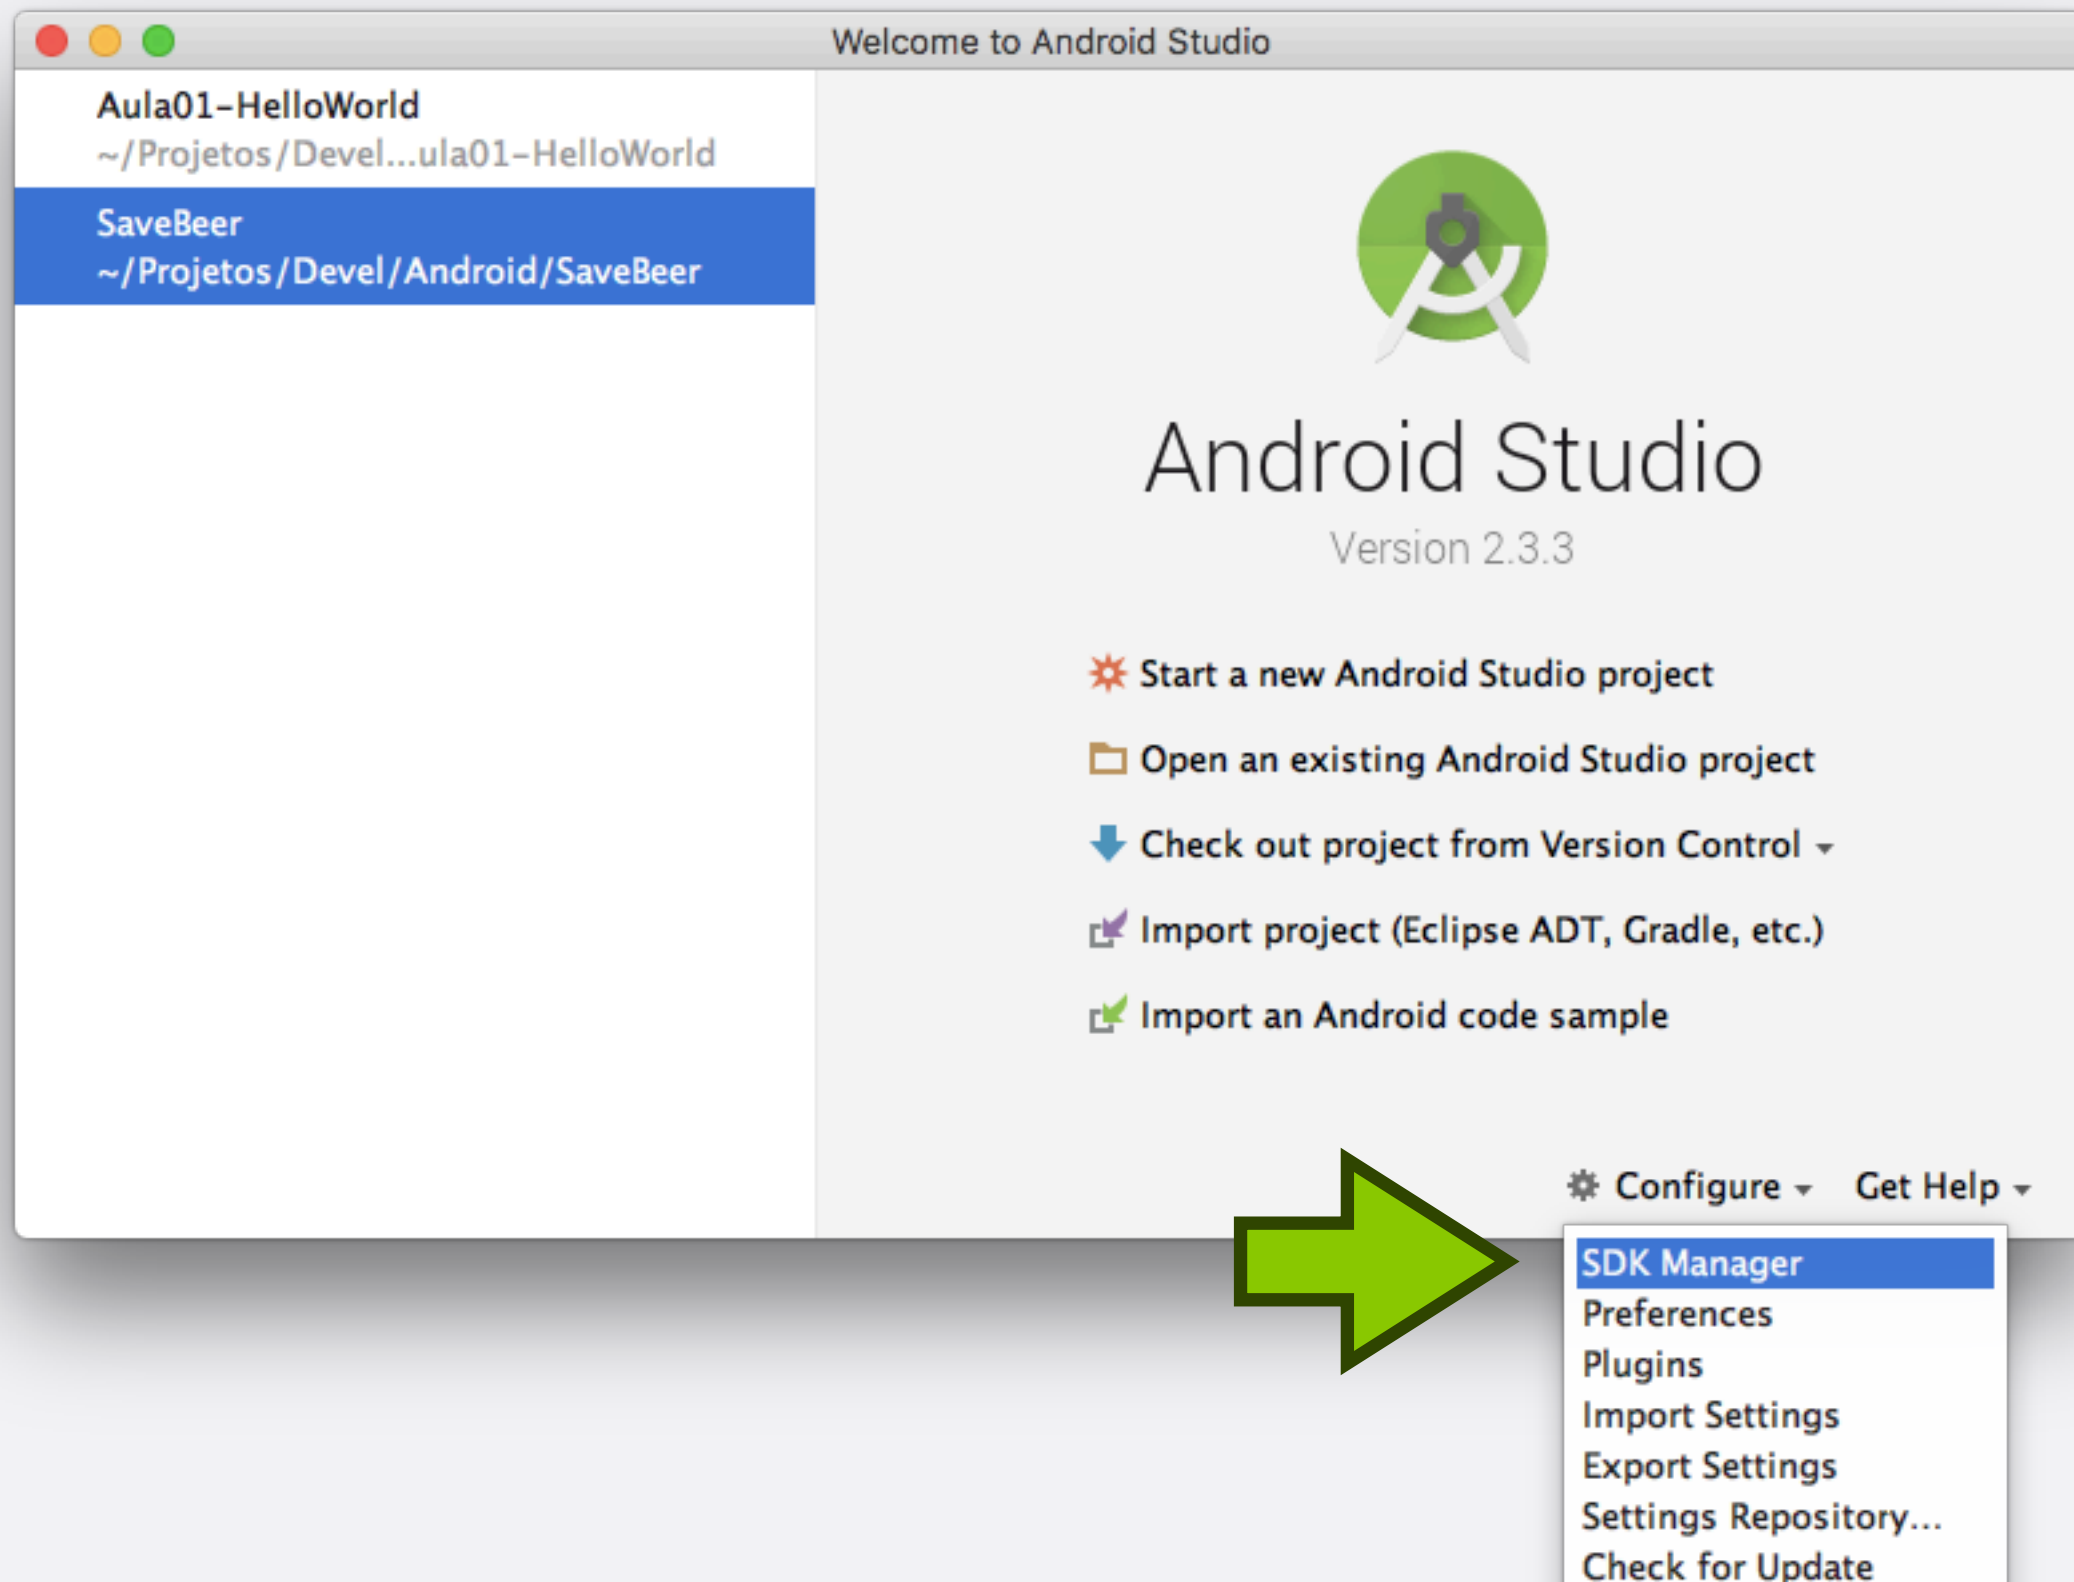 Welcome to Android Studio
Aula01-HelloWorld
~/Projetos/Devel...ula01-HelloWorld
SaveBeer
~/Projetos/Devel/Android/SaveBeer
Android Studio
Version 2.3.3
Start a new Android Studio project
Open an existing Android Studio project
Check out project from Version Control
Import project (Eclipse ADT, Gradle, etc.)
Import an Android code sample
Configure
Get Help
SDK Manager
Preferences
Plugins
Import Settings
Export Settings
Settings Repository...
Check for Update